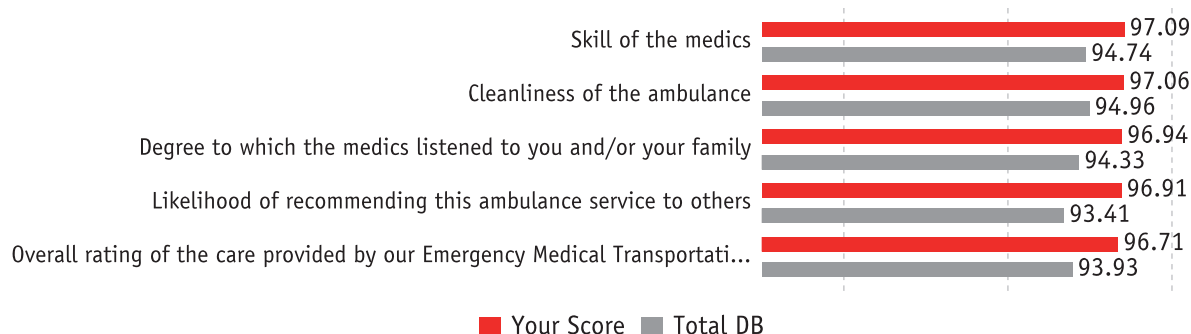 Skill of the medics 97.09
94.74
Cleanliness of the ambulance 97.06
94.96
Degree to which the medics listened to you and/or your family 96.94
94.33
Likelihood of recommending this ambulance service to others 96.91
93.41
Overall rating of the care provided by our Emergency Medical Transportati... 96.71
93.93
Your Score Total DB